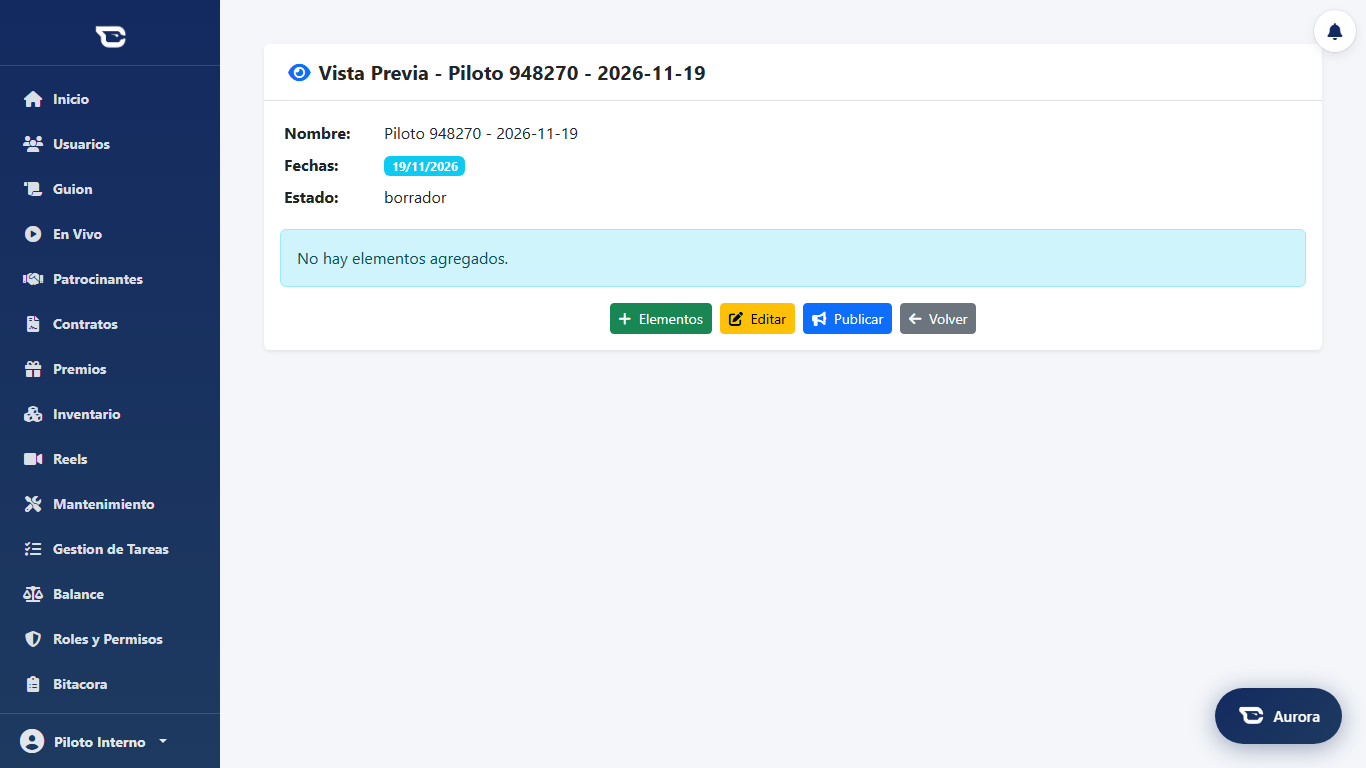 Inicio
Usuarios
Guion
En Vivo
Patrocinantes
Contratos
Premios
Inventario
Reels
Mantenimiento
Gestion de Tareas
Balance
Roles y Permisos
Bitacora
Piloto Interno
Vista Previa - Piloto 948270 - 2026-11-19
Nombre: Piloto 948270 - 2026-11-19
Fechas: 19/11/2026
Estado: borrador
No hay elementos agregados.
Elementos Editar Publicar Volver
Aurora